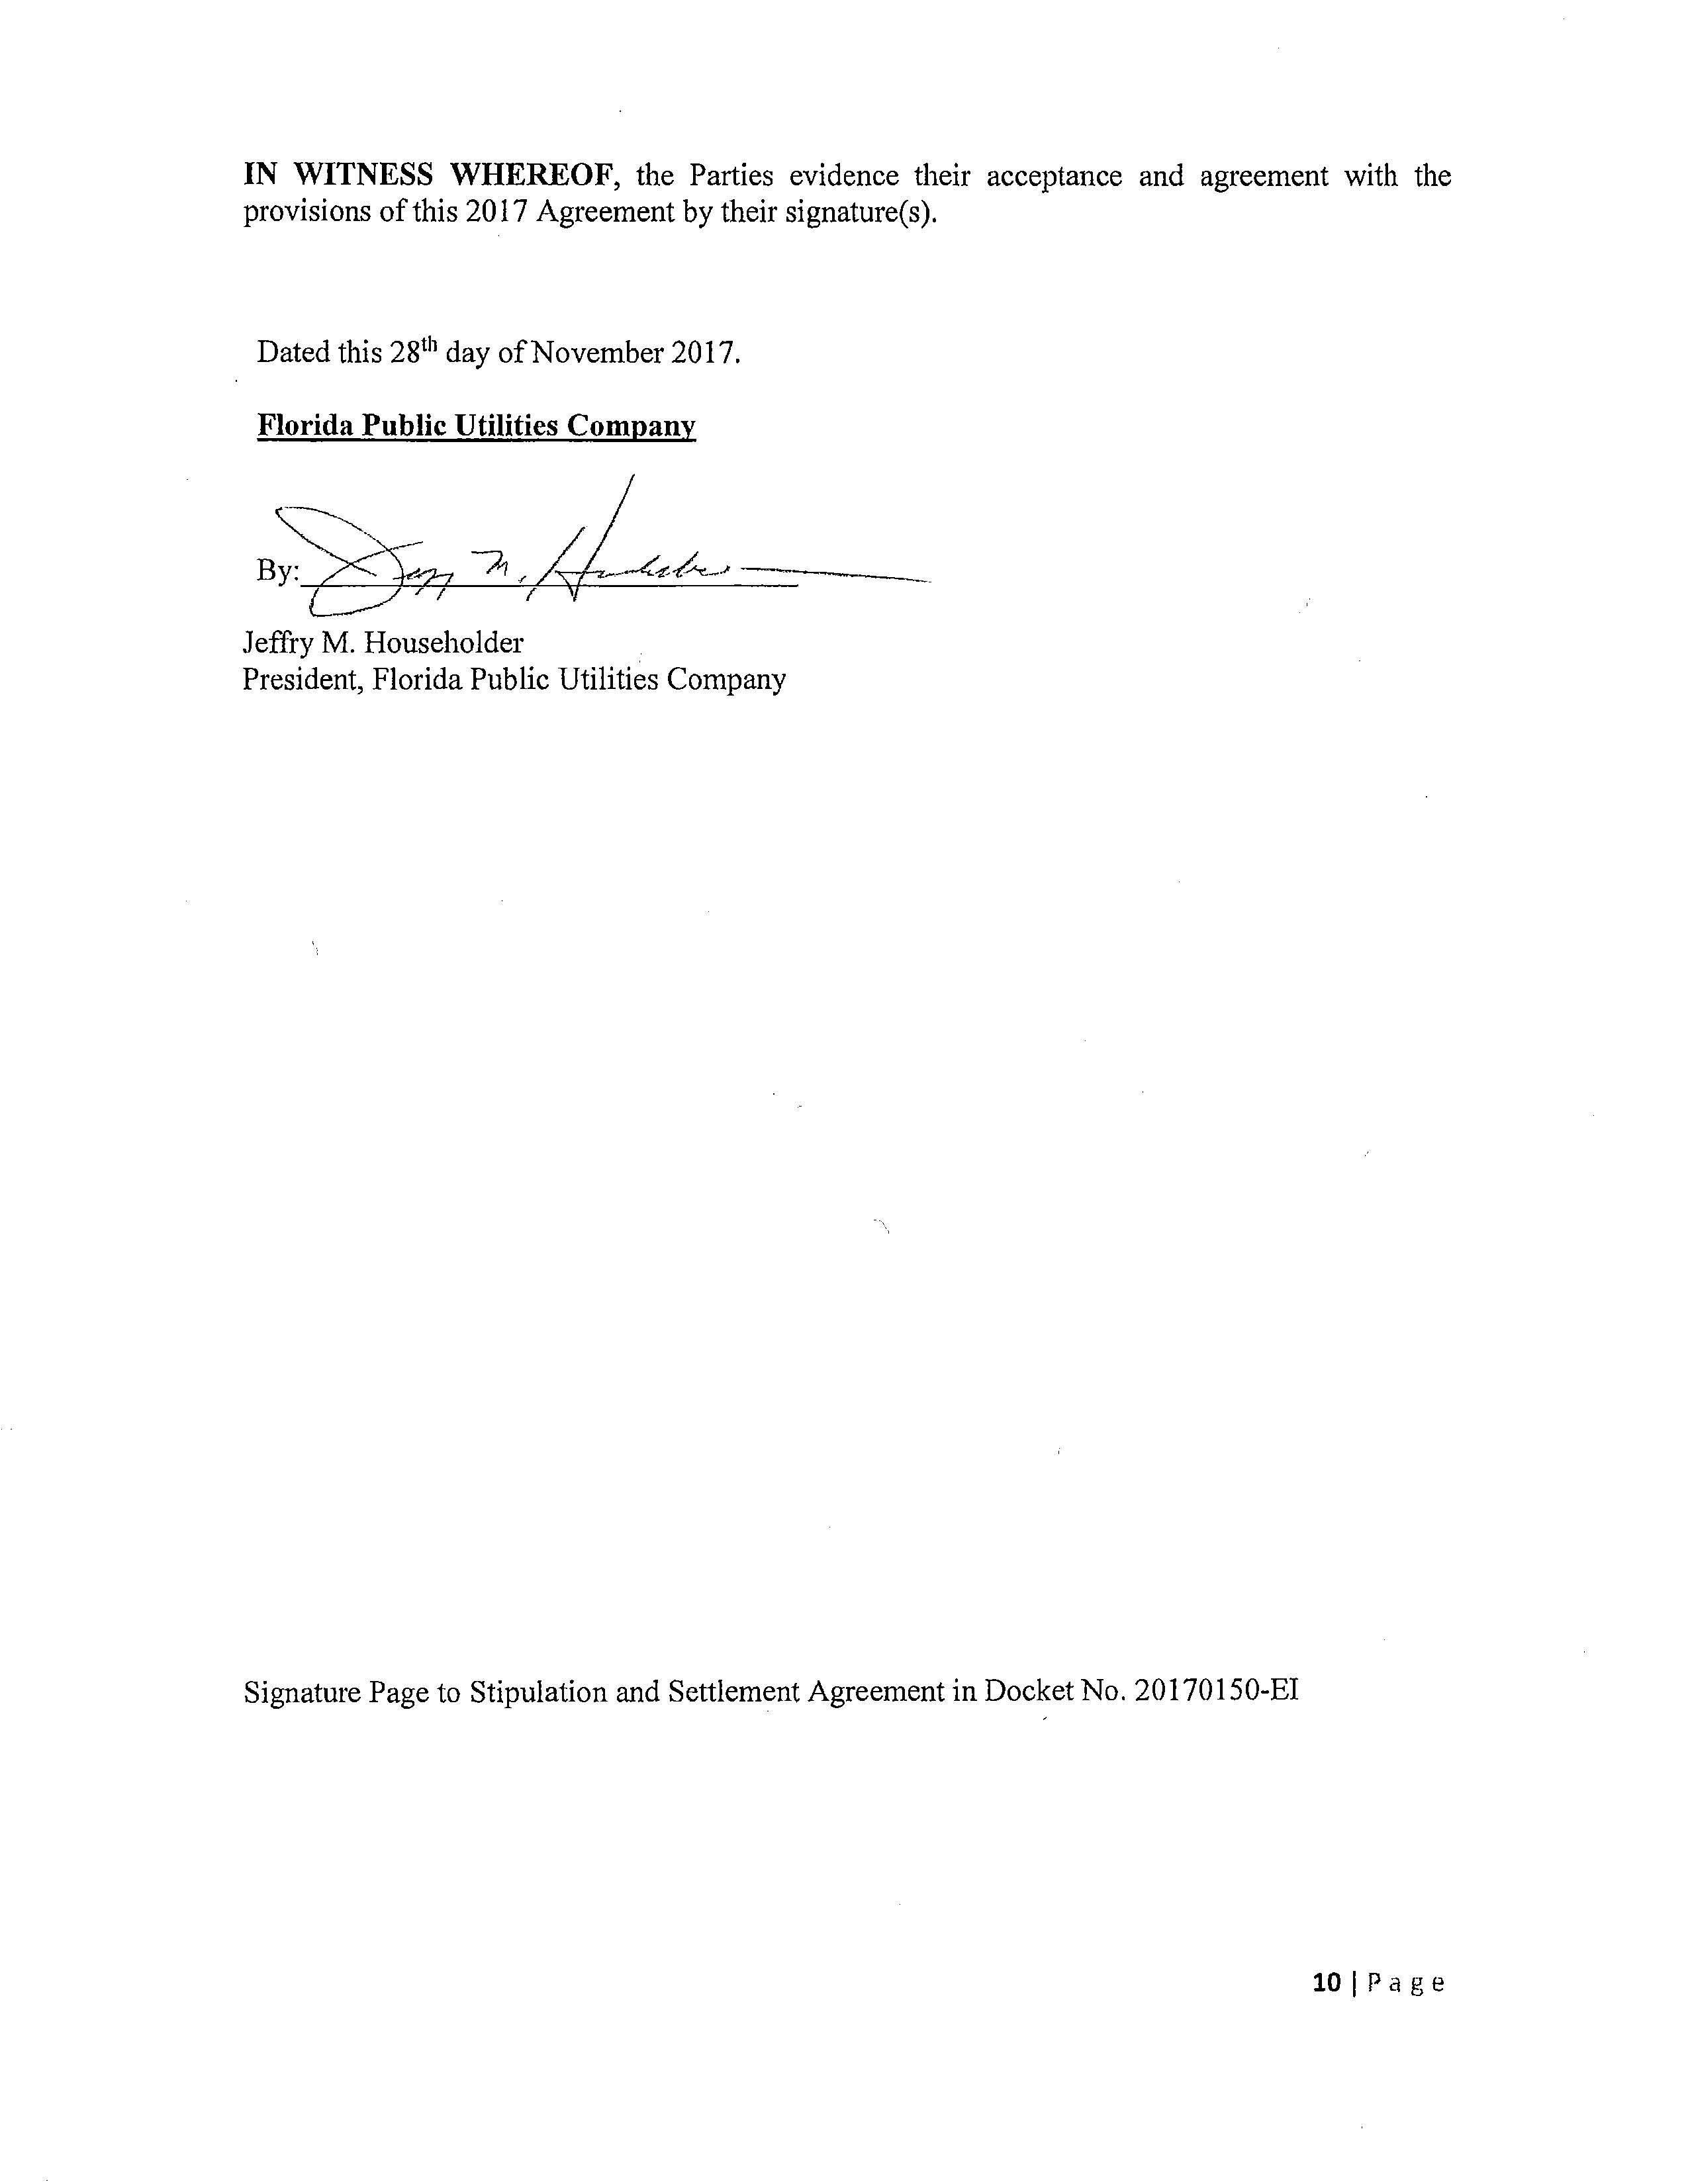 IN WITNESS WHEREOF, the Parties evidence their acceptance and agreement with the
provisions of this 2017 Agreement by their signature(s).
Dated this 28th day of November 2017.
Florida Public Utilities Company
By: Jeffry M. Householder
Jeffry M. Householder
President, Florida Public Utilities Company
Signature Page to Stipulation and Settlement Agreement in Docket No. 20170150-EI
10 | Page